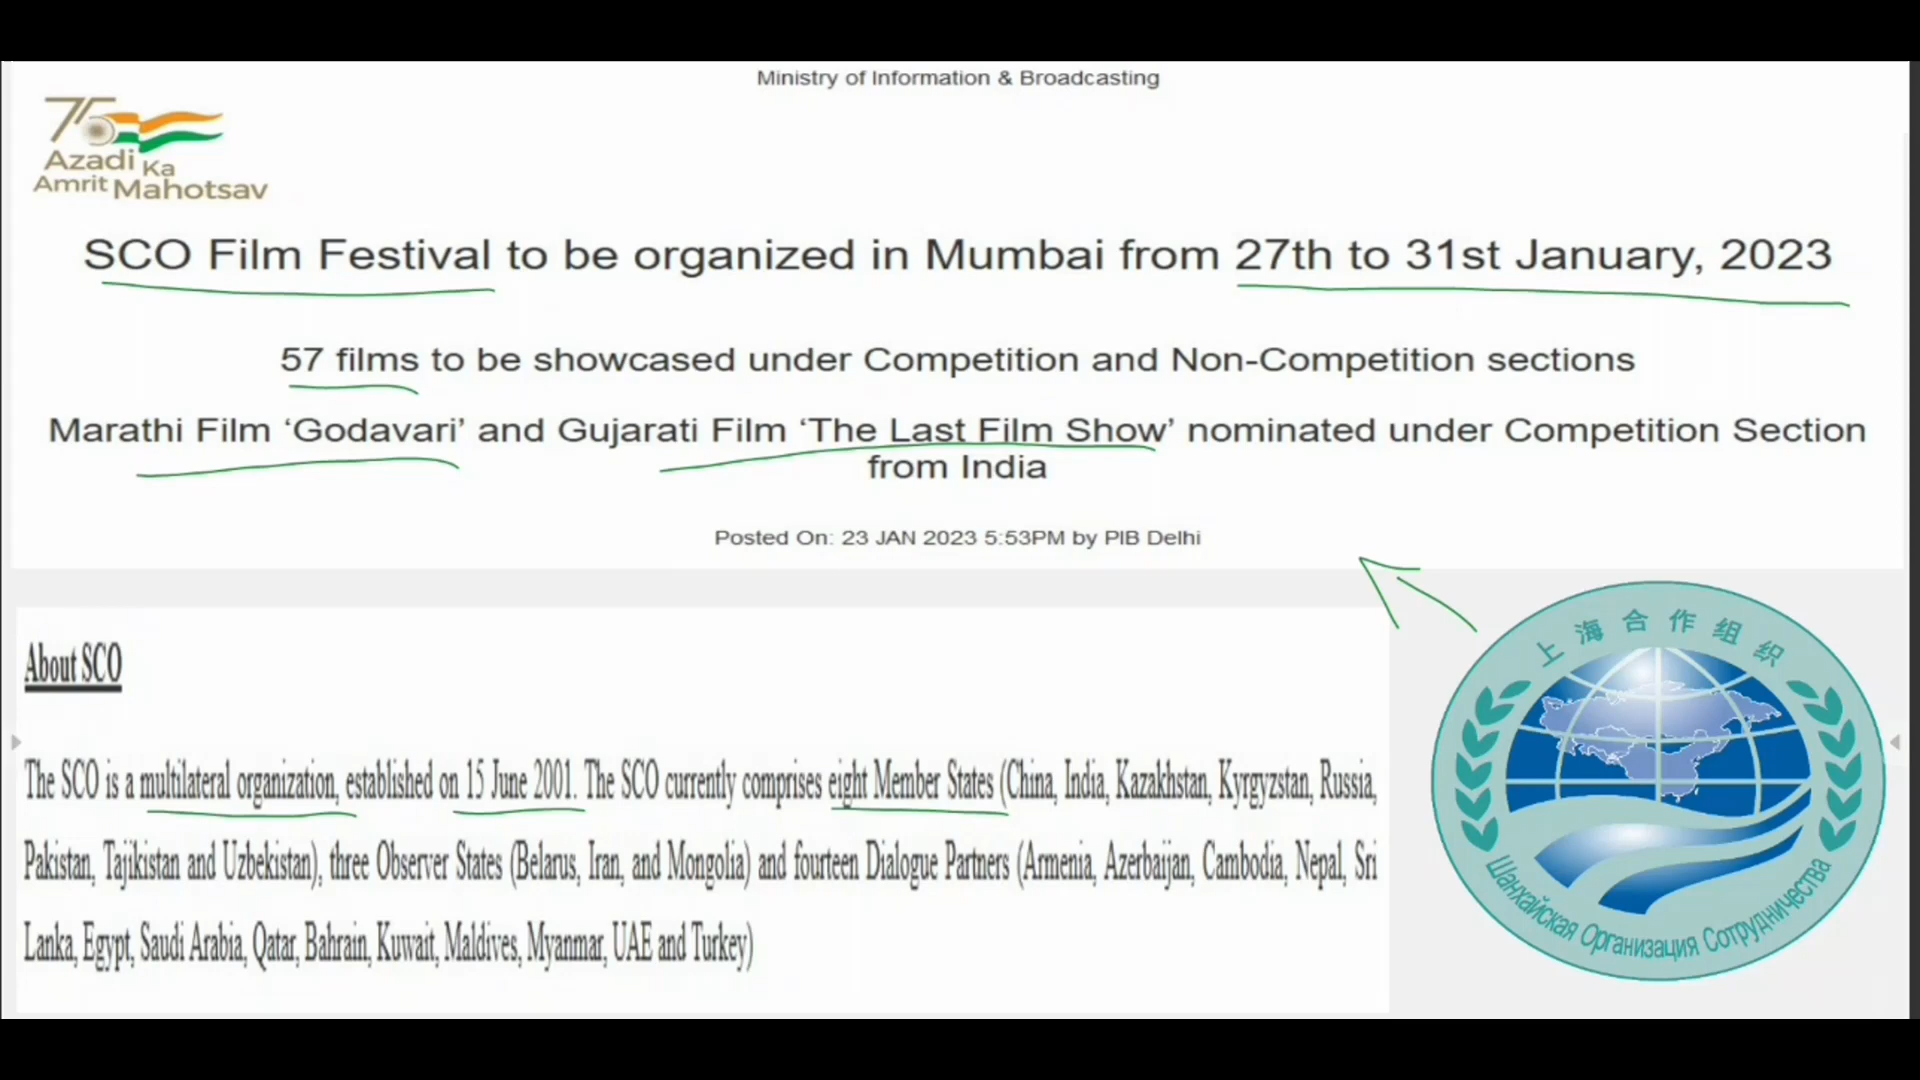 Ministry of Information & Broadcasting
75
Azadi Ka
Amrit Mahotsav
SCO Film Festival to be organized in Mumbai from 27th to 31st January, 2023
57 films to be showcased under Competition and Non-Competition sections
Marathi Film ‘Godavari’ and Gujarati Film ‘The Last Film Show’ nominated under Competition Section
from India
Posted On: 23 JAN 2023 5:53PM by PIB Delhi
About SCO
The SCO is a multilateral organization, established on 15 June 2001. The SCO currently comprises eight Member States (China, India, Kazakhstan, Kyrgyzstan, Russia,
Pakistan, Tajikistan and Uzbekistan), three Observer States (Belarus, Iran, and Mongolia) and fourteen Dialogue Partners (Armenia, Azerbaijan, Cambodia, Nepal, Sri
Lanka, Egypt, Saudi Arabia, Qatar, Bahrain, Kuwait, Maldives, Myanmar, UAE and Turkey)
上海合作组织
Шанхайская Организация Сотрудничества